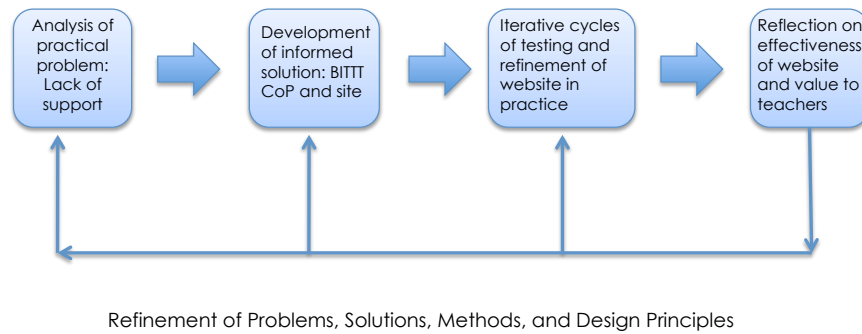 Analysis of
practical
problem:
Lack of
support
Development
of informed
solution: BITTT
CoP and site
Iterative cycles
of testing and
refinement of
website in
practice
Reflection on
effectiveness
of website
and value to
teachers
Refinement of Problems, Solutions, Methods, and Design Principles